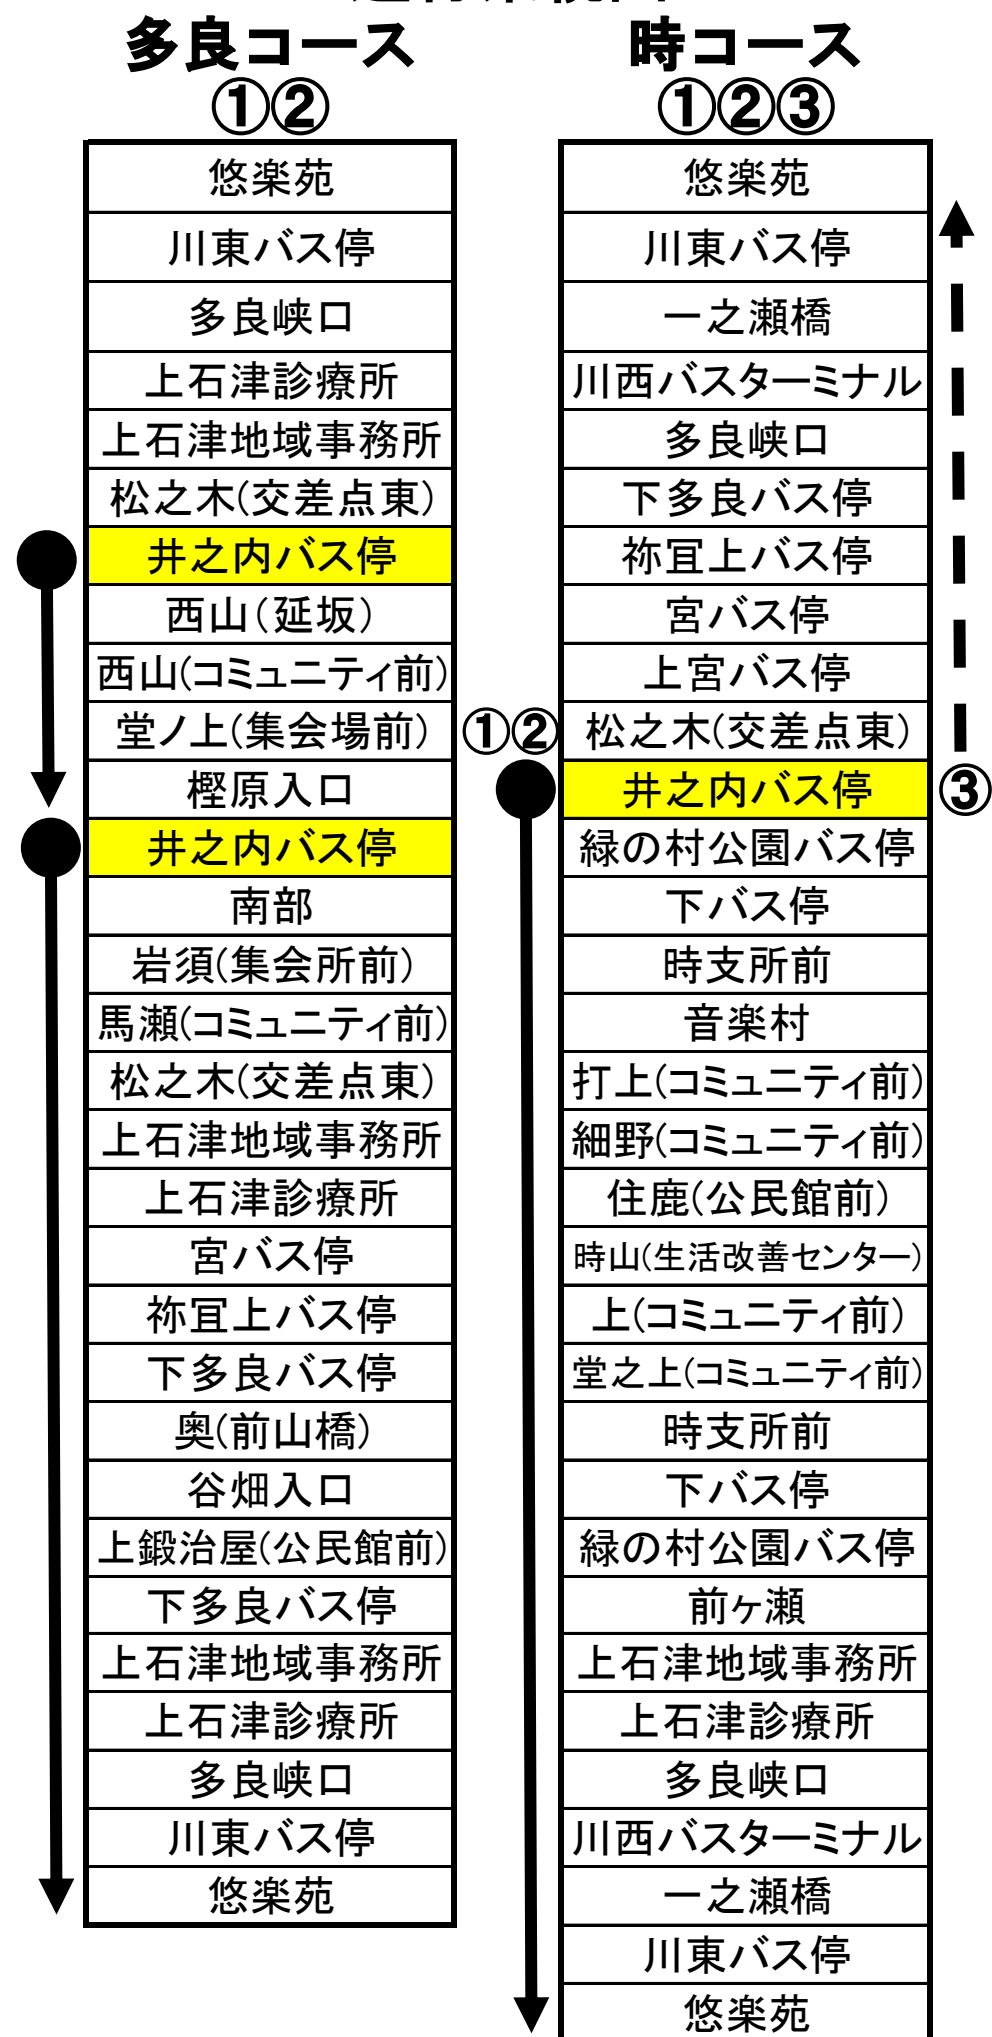 多良コース
①②
悠楽苑
川東バス停
多良峡口
上石津診療所
上石津地域事務所
松之木(交差点東)
井之内バス停
西山(延坂)
西山(コミュニティ前)
堂ノ上(集会場前)
樫原入口
井之内バス停
南部
岩須(集会所前)
馬瀬(コミュニティ前)
松之木(交差点東)
上石津地域事務所
上石津診療所
宮バス停
祢冝上バス停
下多良バス停
奥(前山橋)
谷畑入口
上鍛治屋(公民館前)
下多良バス停
上石津地域事務所
上石津診療所
多良峡口
川東バス停
悠楽苑
時コース
①②③
悠楽苑
川東バス停
一之瀬橋
川西バスターミナル
多良峡口
下多良バス停
祢冝上バス停
宮バス停
上宮バス停
①②
松之木(交差点東)
井之内バス停
③
緑の村公園バス停
下バス停
時支所前
音楽村
打上(コミュニティ前)
細野(コミュニティ前)
住鹿(公民館前)
時山(生活改善センター)
上(コミュニティ前)
堂之上(コミュニティ前)
時支所前
下バス停
緑の村公園バス停
前ヶ瀬
上石津地域事務所
上石津診療所
多良峡口
川西バスターミナル
一之瀬橋
川東バス停
悠楽苑